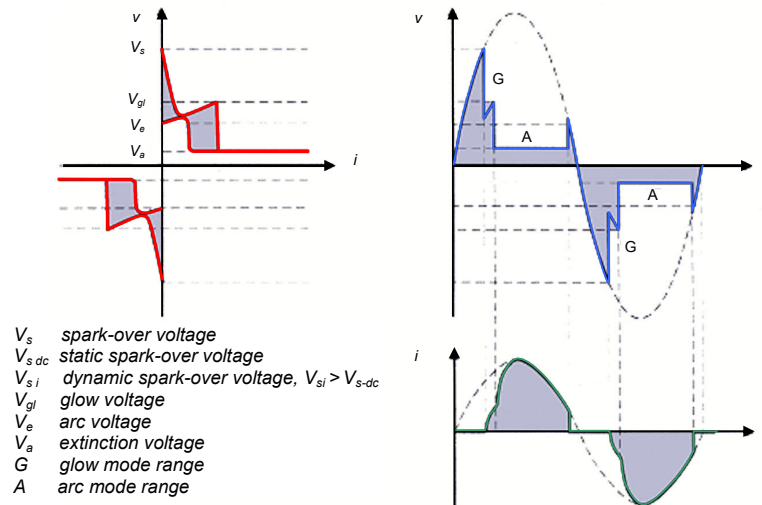 v
V_s
V_gl
V_e
V_a
i
v
G
A
A
G
i
V_s spark-over voltage
V_s dc static spark-over voltage
V_s i dynamic spark-over voltage, V_si > V_s-dc
V_gl glow voltage
V_e arc voltage
V_a extinction voltage
G glow mode range
A arc mode range